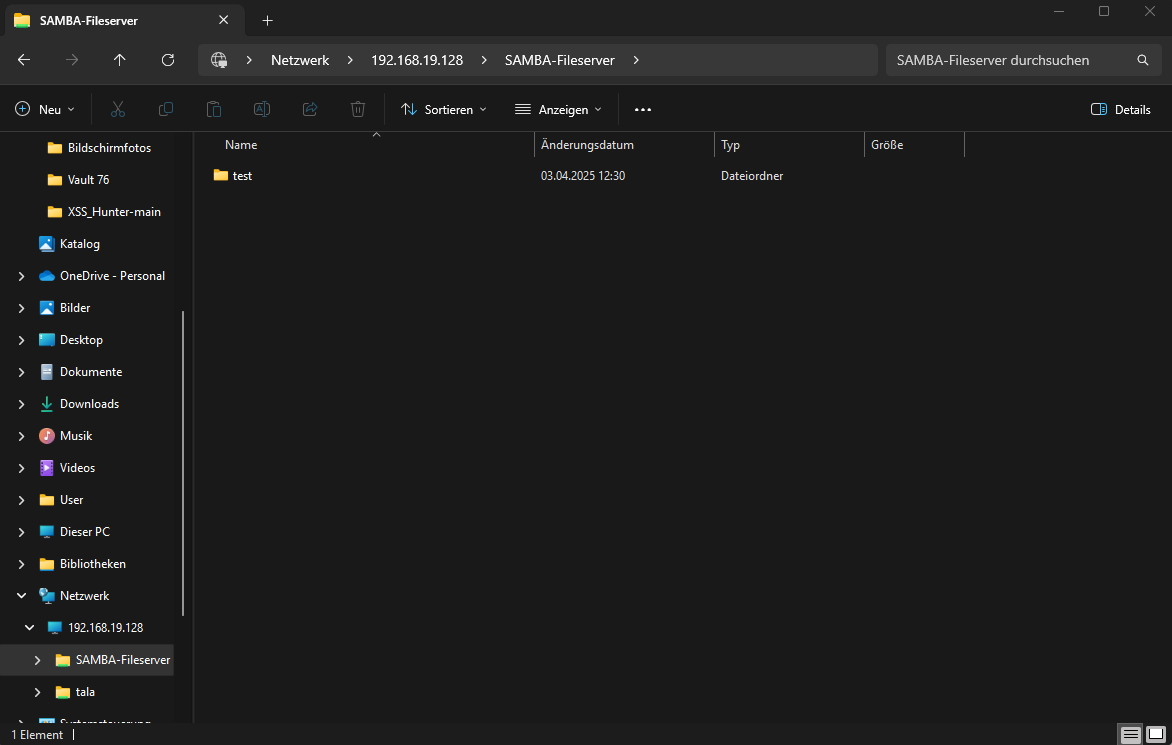 SAMBA-Fileserver
Netzwerk 192.168.19.128 SAMBA-Fileserver
SAMBA-Fileserver durchsuchen
Neu Sortieren Anzeigen Details
Bildschirmfotos
Vault 76
XSS_Hunter-main
Katalog
OneDrive - Personal
Bilder
Desktop
Dokumente
Downloads
Musik
Videos
User
Dieser PC
Bibliotheken
Netzwerk
192.168.19.128
SAMBA-Fileserver
tala
Systemsteuerung
Name Änderungsdatum Typ Größe
test 03.04.2025 12:30 Dateiordner
1 Element